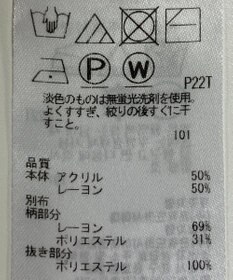 P W
P22T
淡色のものは無蛍光洗剤を使用。
よくすすぎ、絞りの後すぐに干
すこと。
101
品質
本体 アクリル 50%
レーヨン 50%
別布
柄部分
レーヨン 69%
ポリエステル 31%
抜き部分
ポリエステル 100%